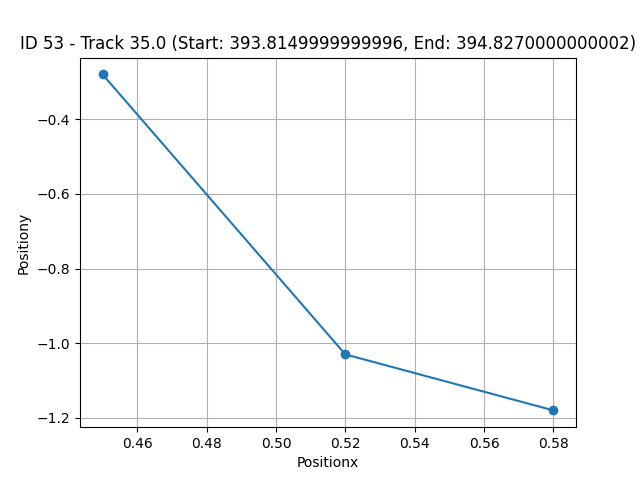 ID 53 - Track 35.0 (Start: 393.8149999999996, End: 394.8270000000002)
−0.4
−0.6
−0.8
−1.0
−1.2
Positiony
0.46 0.48 0.50 0.52 0.54 0.56 0.58
Positionx